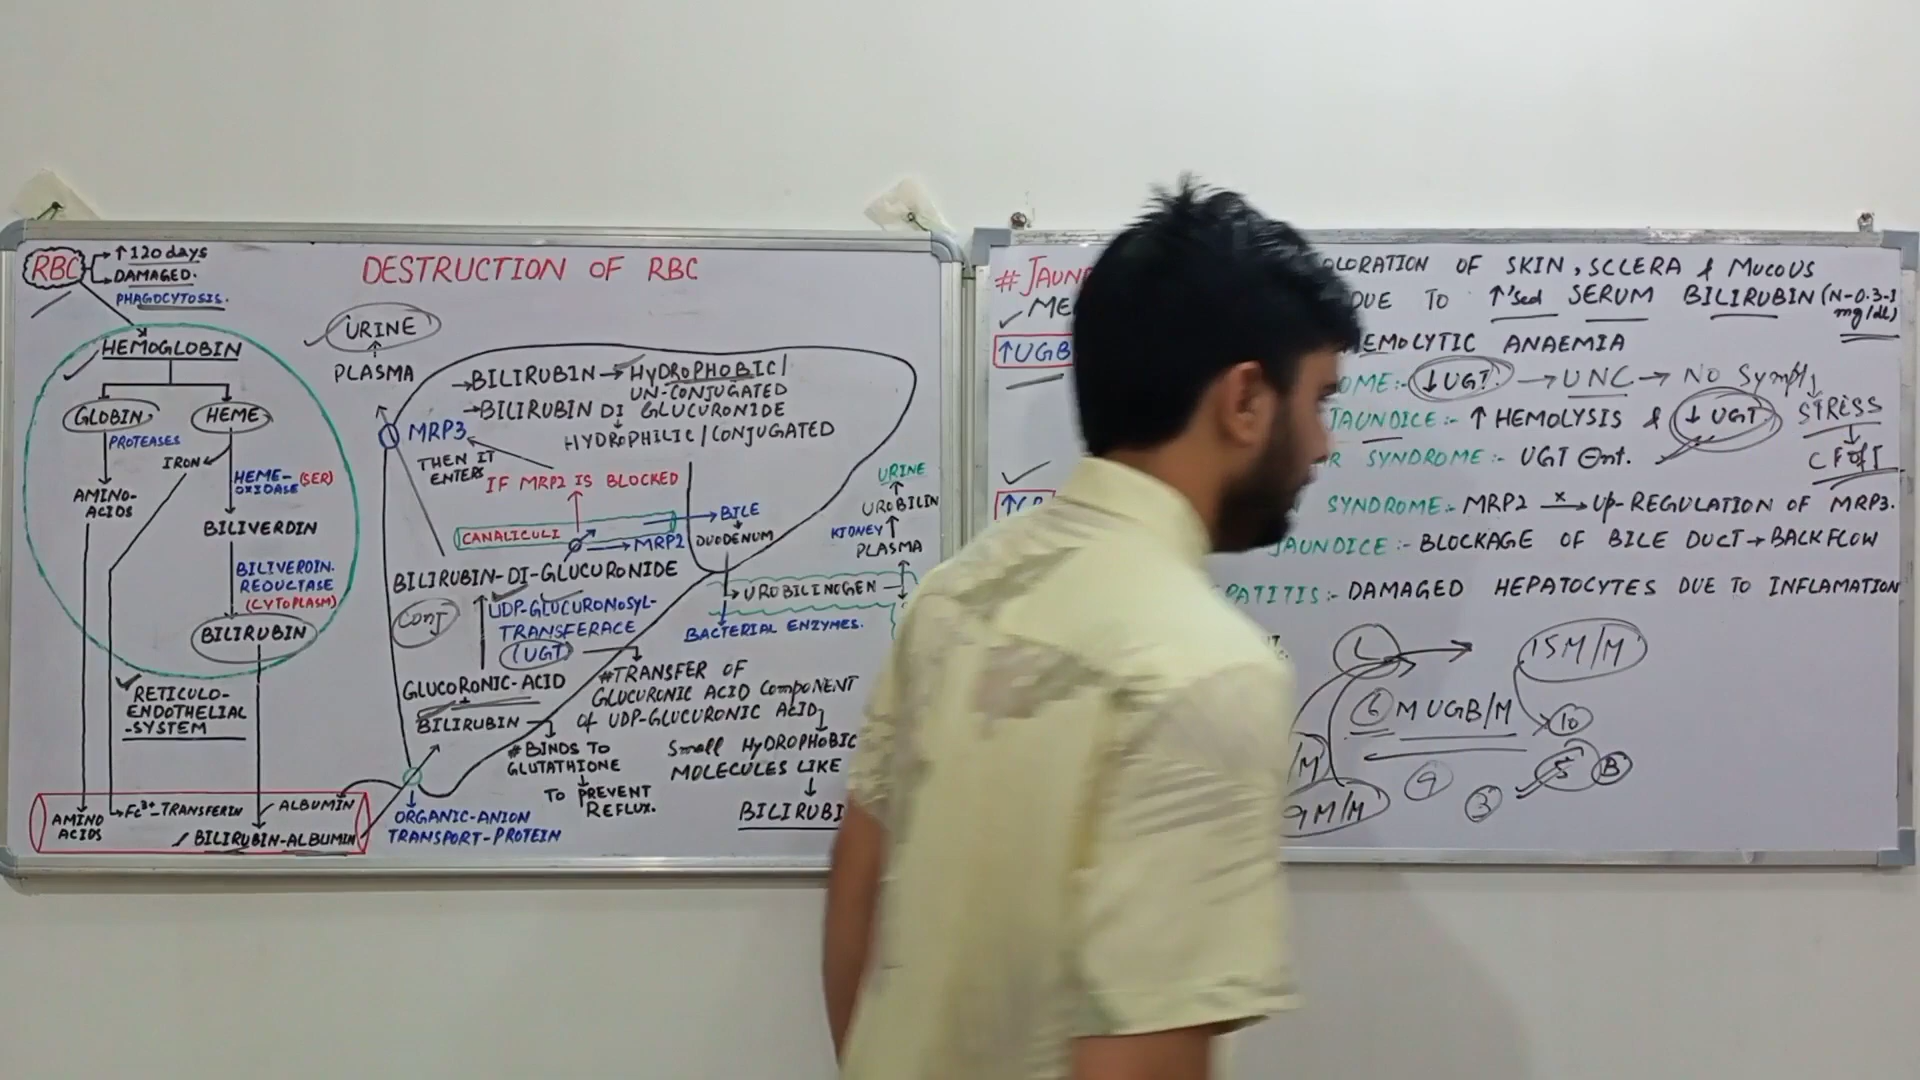 RBC
↑ 120 days
DAMAGED.
PHAGOCYTOSIS.
DESTRUCTION OF RBC
HEMOGLOBIN
GLOBIN
HEME
PROTEASES
IRON
AMINO-
ACIDS
HEME-
OXIDASE (SER)
BILIVERDIN
BILIVERDIN.
REDUCTASE
(CYTOPLASM)
BILIRUBIN
RETICULO-
ENDOTHELIAL
-SYSTEM
AMINO
ACIDS
Fe3+-TRANSFERIN
ALBUMIN
BILIRUBIN-ALBUMIN
URINE
PLASMA
→BILIRUBIN→HYDROPHOBIC/
UN-CONJUGATED
→BILIRUBIN DI GLUCURONIDE
HYDROPHILIC/CONJUGATED
MRP3
THEN IT
ENTERS
IF MRP2 IS BLOCKED
CANALICULI
MRP2
BILE
DUODENUM
URINE
UROBILIN
KIDNEY
PLASMA
UROBILINOGEN
BACTERIAL ENZYMES.
BILIRUBIN-DI-GLUCURONIDE
UDP-GLUCURONOSYL-
TRANSFERACE
(UGT)
GLUCORONIC-ACID
+
BILIRUBIN
# BINDS TO
GLUTATHIONE
TO PREVENT
REFLUX.
#TRANSFER OF
GLUCURONIC ACID COMPONENT
of UDP-GLUCURONIC ACID
Small HYDROPHOBIC
MOLECULES LIKE
BILIRUBI
ORGANIC-ANION
TRANSPORT-PROTEIN
#JAUN
OLORATION OF SKIN, SCLERA & MUCOUS
ME
DUE TO ↑'sed SERUM BILIRUBIN (N-0.3-1
mg/dl)
↑UGB
EMOLYTIC ANAEMIA
OME:- ↓UGT. → UNC → NO Sympt
JAUNDICE:- ↑ HEMOLYSIS & ↓ UGT
STRESS
R SYNDROME:- UGT
SYNDROME:- MRP2 x→ Up-REGULATION OF MRP3.
JAUNDICE:- BLOCKAGE OF BILE DUCT→BACKFLOW
PATITIS:- DAMAGED HEPATOCYTES DUE TO INFLAMATION
L
15M/M
6 M UGB/M
10
/M
9
5
B
3
9M/M